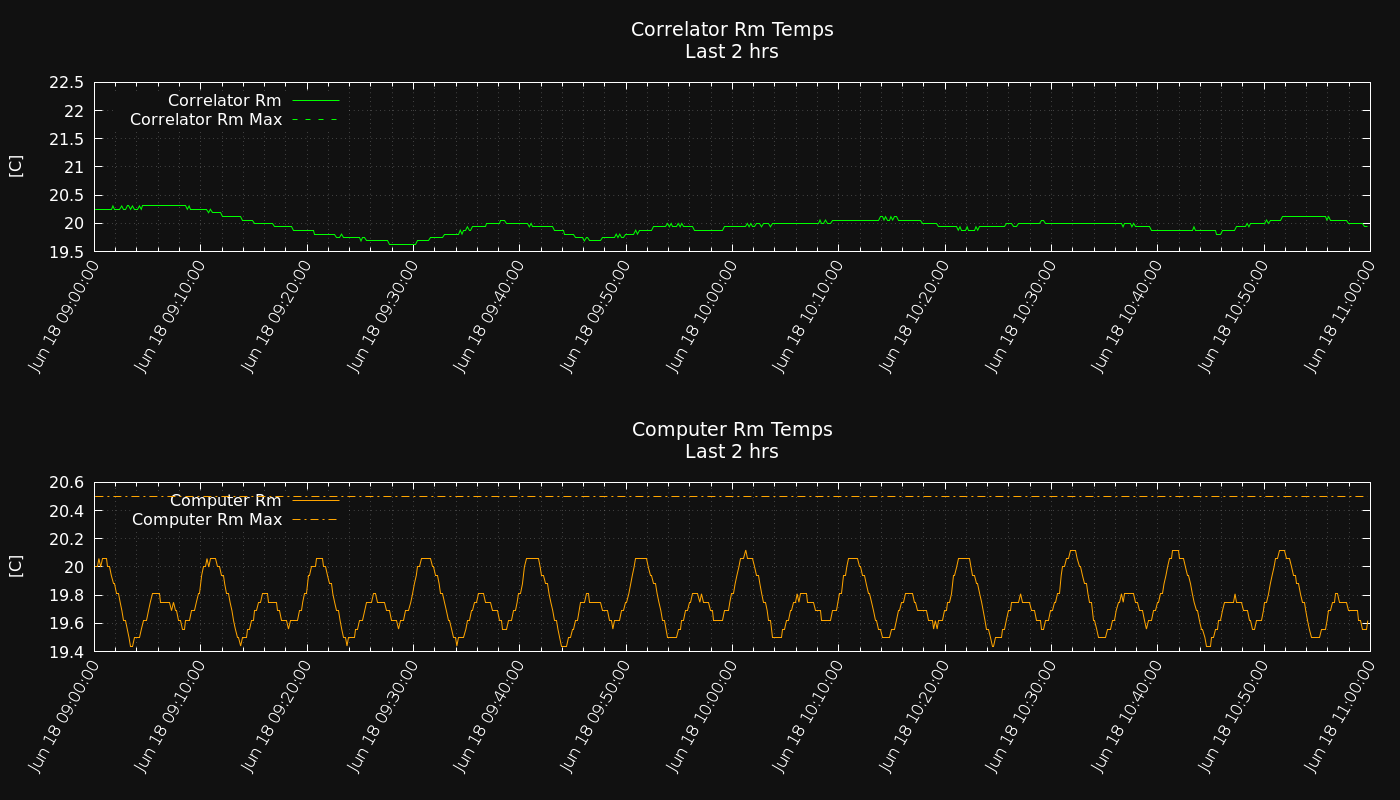 Correlator Rm Temps
Last 2 hrs
22.5
22
21.5
21
20.5
20
19.5
[C]
Correlator Rm
Correlator Rm Max
Jun 18 09:00:00
Jun 18 09:10:00
Jun 18 09:20:00
Jun 18 09:30:00
Jun 18 09:40:00
Jun 18 09:50:00
Jun 18 10:00:00
Jun 18 10:10:00
Jun 18 10:20:00
Jun 18 10:30:00
Jun 18 10:40:00
Jun 18 10:50:00
Jun 18 11:00:00
Computer Rm Temps
Last 2 hrs
20.6
20.4
20.2
20
19.8
19.6
19.4
[C]
Computer Rm
Computer Rm Max
Jun 18 09:00:00
Jun 18 09:10:00
Jun 18 09:20:00
Jun 18 09:30:00
Jun 18 09:40:00
Jun 18 09:50:00
Jun 18 10:00:00
Jun 18 10:10:00
Jun 18 10:20:00
Jun 18 10:30:00
Jun 18 10:40:00
Jun 18 10:50:00
Jun 18 11:00:00